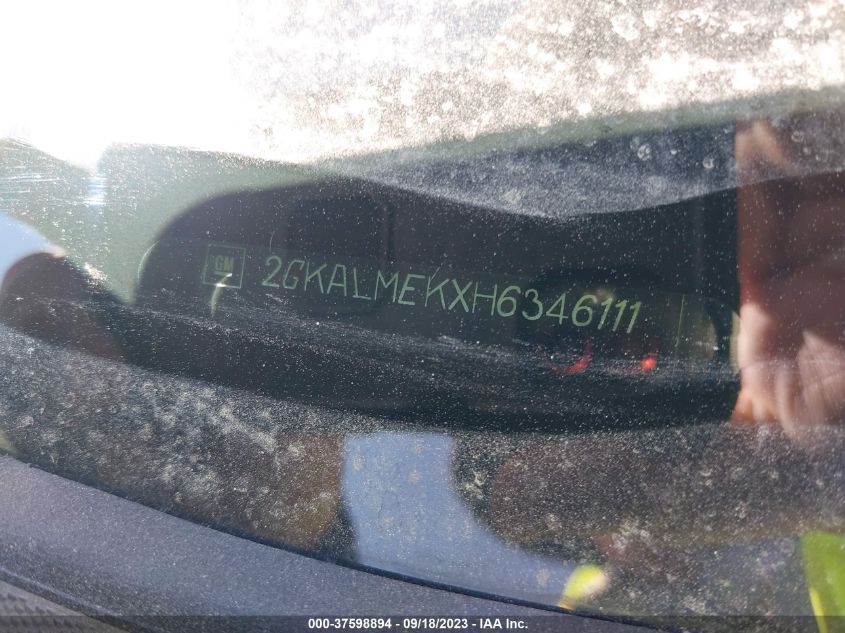 GM 2GKALMEKXH6346111
000-37598894 - 09/18/2023 - IAA Inc.